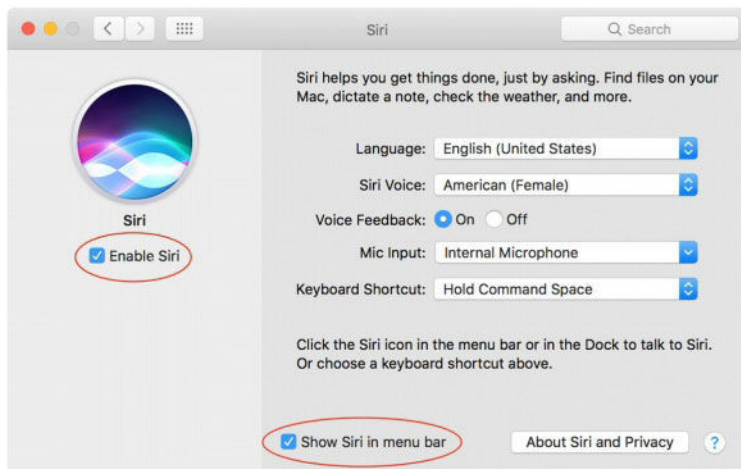 Siri
Search
Siri helps you get things done, just by asking. Find files on your
Mac, dictate a note, check the weather, and more.
Language: English (United States)
Siri Voice: American (Female)
Siri
Voice Feedback: On Off
Enable Siri
Mic Input: Internal Microphone
Keyboard Shortcut: Hold Command Space
Click the Siri icon in the menu bar or in the Dock to talk to Siri.
Or choose a keyboard shortcut above.
Show Siri in menu bar
About Siri and Privacy
?